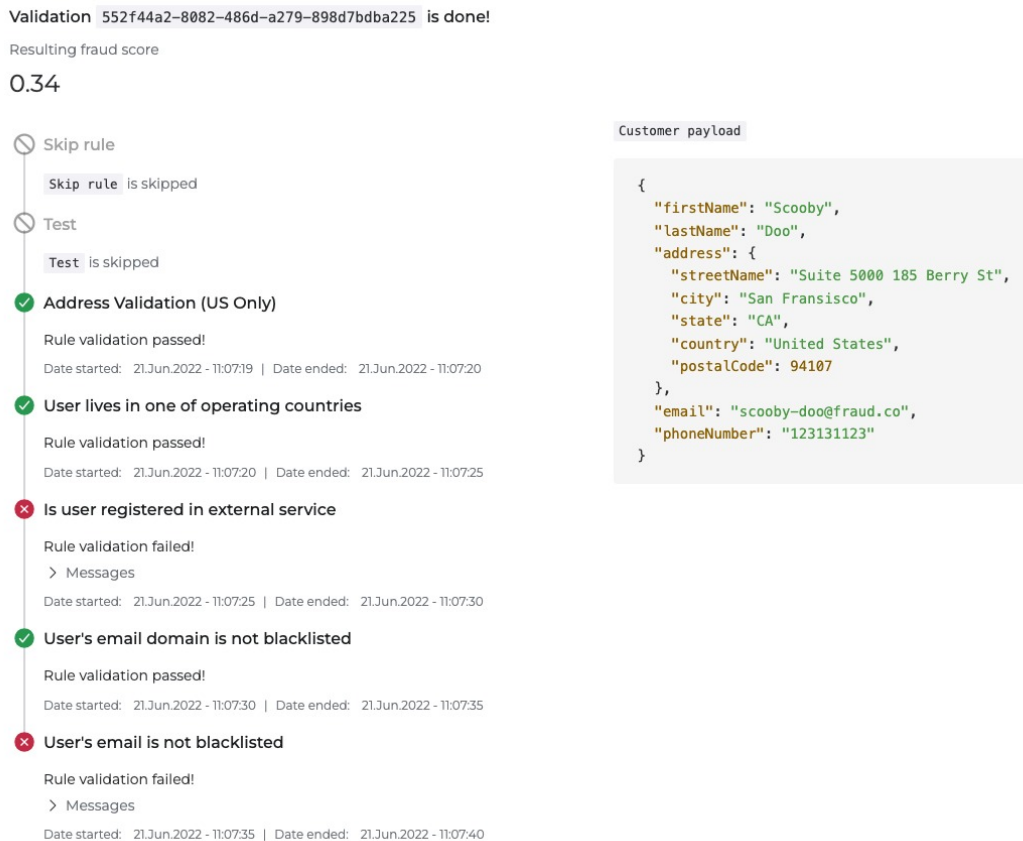 Validation 552f44a2-8082-486d-a279-898d7bdba225 is done!
Resulting fraud score
0.34
Skip rule
Skip rule is skipped
Test
Test is skipped
Address Validation (US Only)
Rule validation passed!
Date started: 21.Jun.2022 - 11:07:19 | Date ended: 21.Jun.2022 - 11:07:20
User lives in one of operating countries
Rule validation passed!
Date started: 21.Jun.2022 - 11:07:20 | Date ended: 21.Jun.2022 - 11:07:25
Is user registered in external service
Rule validation failed!
> Messages
Date started: 21.Jun.2022 - 11:07:25 | Date ended: 21.Jun.2022 - 11:07:30
User's email domain is not blacklisted
Rule validation passed!
Date started: 21.Jun.2022 - 11:07:30 | Date ended: 21.Jun.2022 - 11:07:35
User's email is not blacklisted
Rule validation failed!
> Messages
Date started: 21.Jun.2022 - 11:07:35 | Date ended: 21.Jun.2022 - 11:07:40
Customer payload
{
"firstName": "Scooby",
"lastName": "Doo",
"address": {
"streetName": "Suite 5000 185 Berry St",
"city": "San Fransisco",
"state": "CA",
"country": "United States",
"postalCode": 94107
},
"email": "scooby-doo@fraud.co",
"phoneNumber": "123131123"
}